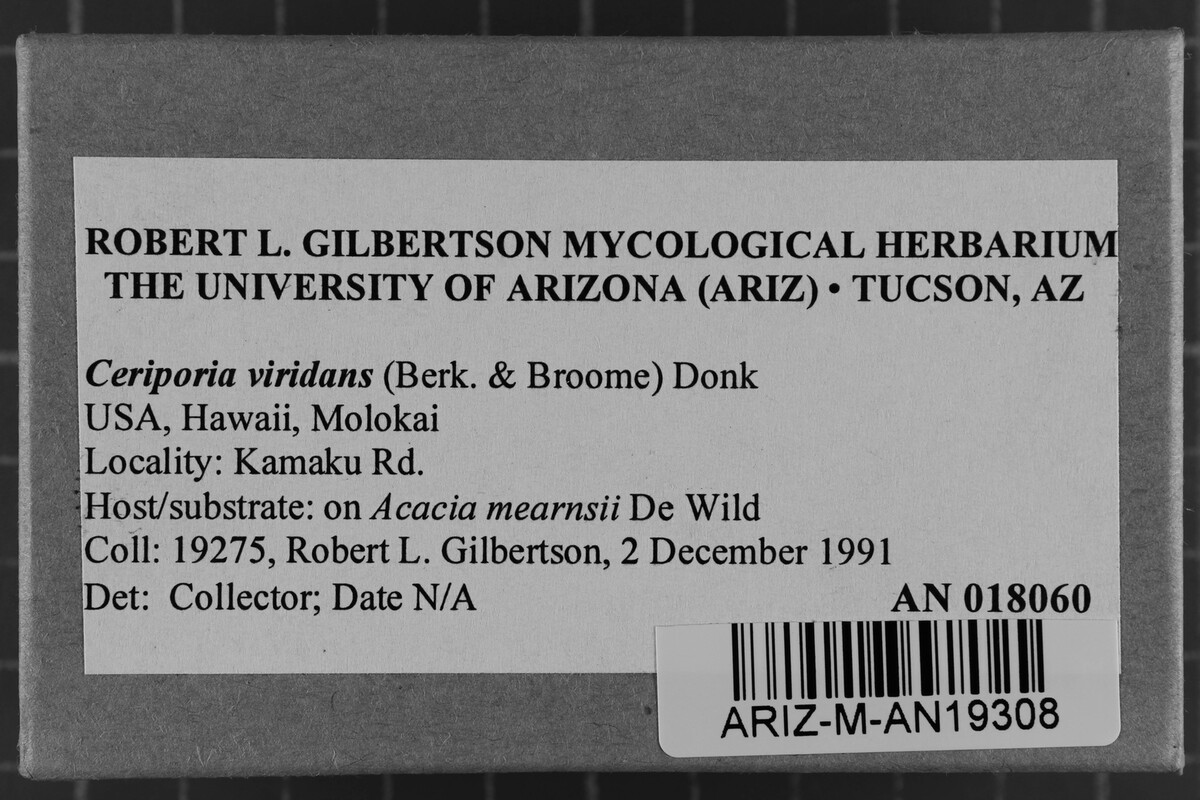 ROBERT L. GILBERTSON MYCOLOGICAL HERBARIUM
THE UNIVERSITY OF ARIZONA (ARIZ) • TUCSON, AZ
Ceriporia viridans (Berk. & Broome) Donk
USA, Hawaii, Molokai
Locality: Kamaku Rd.
Host/substrate: on Acacia mearnsii De Wild
Coll: 19275, Robert L. Gilbertson, 2 December 1991
Det: Collector; Date N/A
AN 018060
ARIZ-M-AN19308